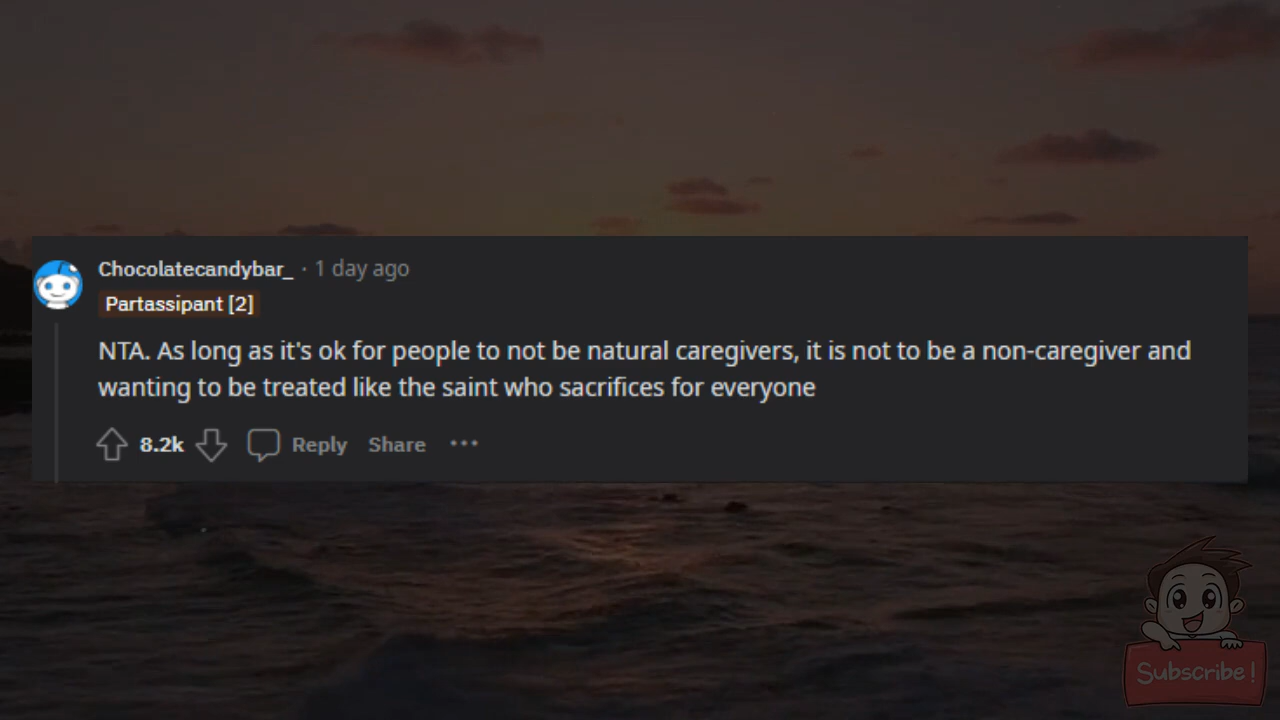 Chocolatecandybar_ · 1 day ago
Partassipant [2]
NTA. As long as it's ok for people to not be natural caregivers, it is not to be a non-caregiver and
wanting to be treated like the saint who sacrifices for everyone
8.2k Reply Share ···
Subscribe!